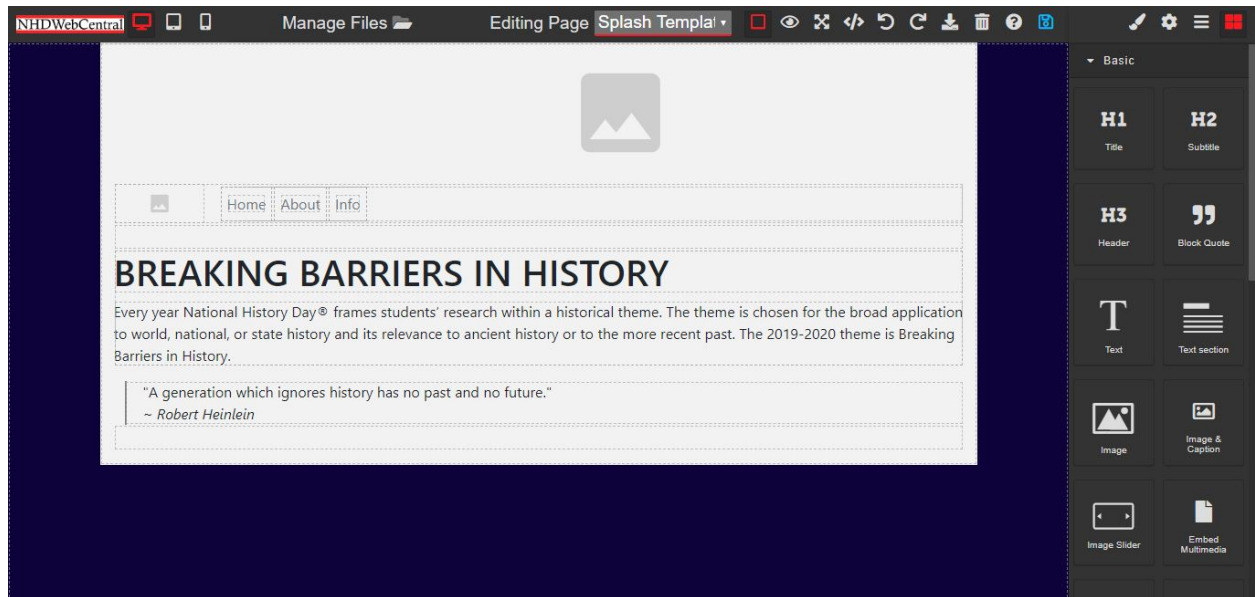 NHDWebCentral Manage Files Editing Page Splash Templat
Basic
H1 H2
Title Subtitle
H3
Header Block Quote
T
Text Text section
Image Image &
Caption
Image Slider Embed
Multimedia
Home About Info
BREAKING BARRIERS IN HISTORY
Every year National History Day® frames students' research within a historical theme. The theme is chosen for the broad application
to world, national, or state history and its relevance to ancient history or to the more recent past. The 2019-2020 theme is Breaking
Barriers in History.
"A generation which ignores history has no past and no future."
~ Robert Heinlein